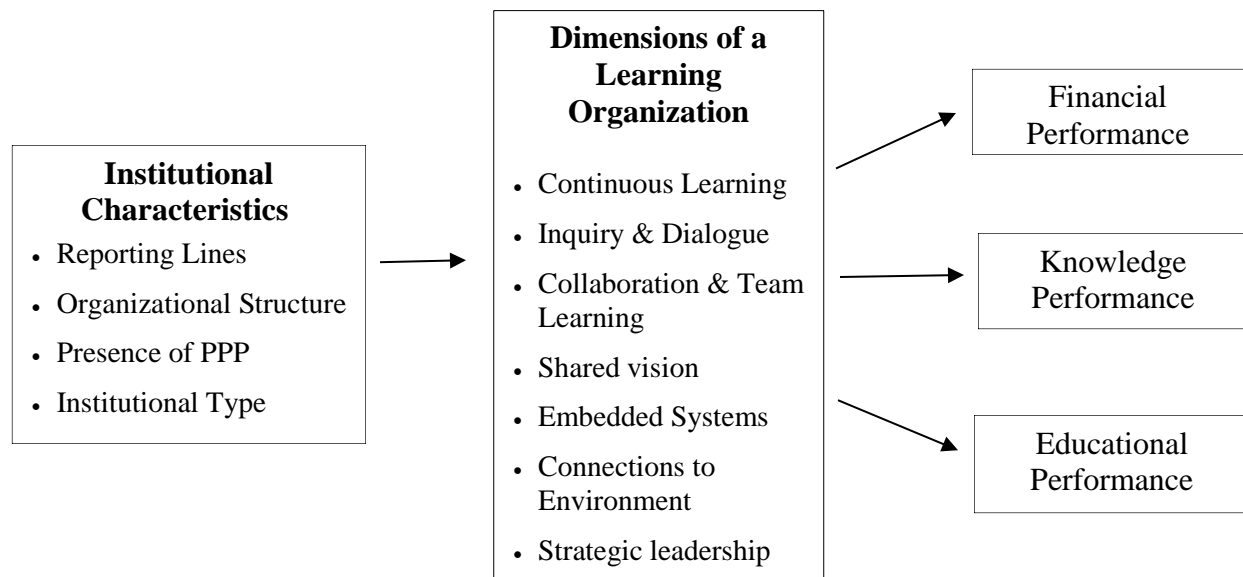 Institutional
Characteristics
• Reporting Lines
• Organizational Structure
• Presence of PPP
• Institutional Type
Dimensions of a
Learning
Organization
• Continuous Learning
• Inquiry & Dialogue
• Collaboration & Team
Learning
• Shared vision
• Embedded Systems
• Connections to
Environment
• Strategic leadership
Financial
Performance
Knowledge
Performance
Educational
Performance